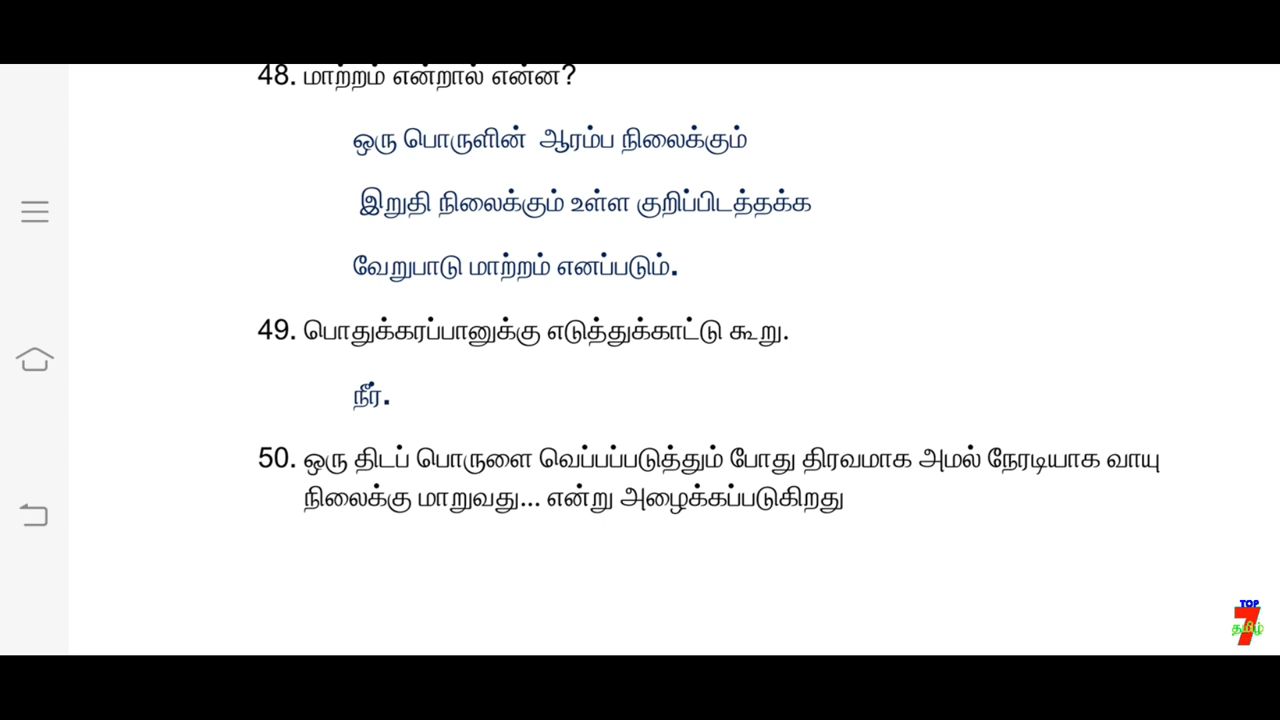 48. மாற்றம் என்றால் என்ன?
ஒரு பொருளின் ஆரம்ப நிலைக்கும்
இறுதி நிலைக்கும் உள்ள குறிப்பிடத்தக்க
வேறுபாடு மாற்றம் எனப்படும்.
49. பொதுக்கரப்பானுக்கு எடுத்துக்காட்டு கூறு.
நீர்.
50. ஒரு திடப் பொருளை வெப்பப்படுத்தும் போது திரவமாக அமல் நேரடியாக வாயு
நிலைக்கு மாறுவது... என்று அழைக்கப்படுகிறது
TOP
7
தமிழ்